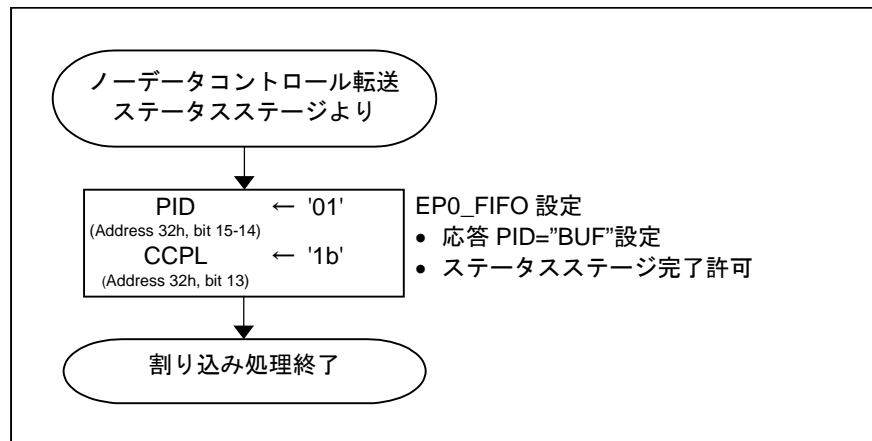 ノーデータコントロール転送
ステータスステージより
PID ← '01'
(Address 32h, bit 15-14)
CCPL ← '1b'
(Address 32h, bit 13)
EP0_FIFO 設定
• 応答 PID="BUF"設定
• ステータスステージ完了許可
割り込み処理終了